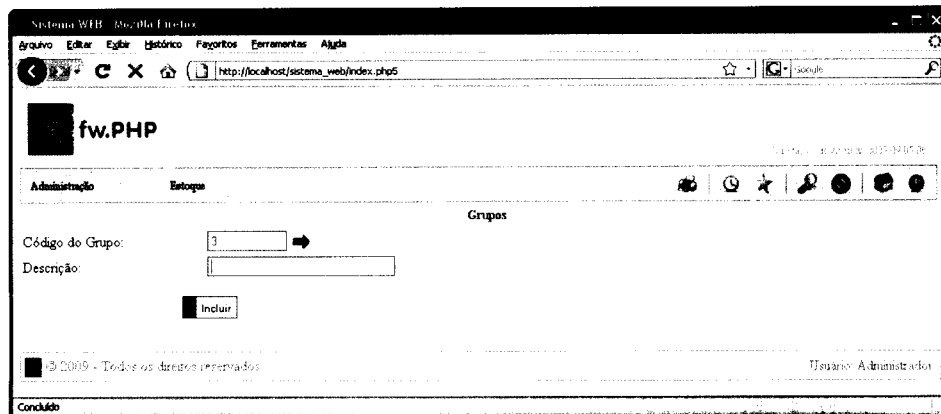 Sistema WEB - Mozilla Firefox
Arquivo Editar Exibir Histórico Favoritos Ferramentas Ajuda
http://localhost/sistema_web/index.php5 Google
fw.PHP
Administração Estoque
Grupos
Código do Grupo: 3
Descrição:
Incluir
© 2009 - Todos os direitos reservados Usuário: Administrador
Concluído